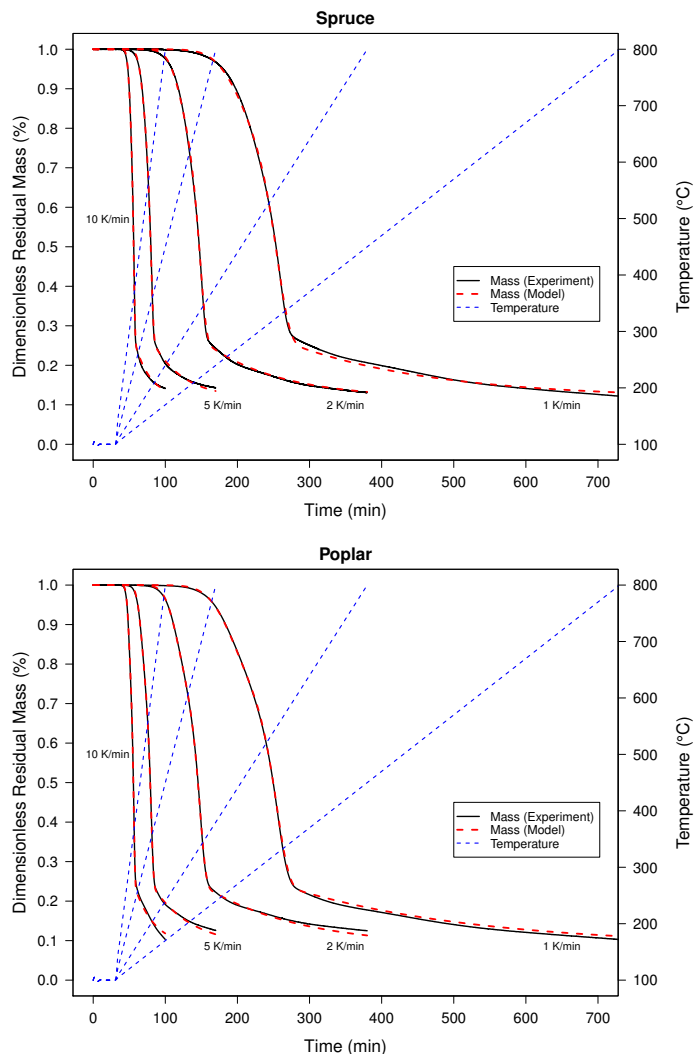 Spruce
Dimensionless Residual Mass (%)
1.0
0.9
0.8
0.7
0.6
0.5
0.4
0.3
0.2
0.1
0.0
800
700
600
500
400
300
200
100
Temperature (°C)
10 K/min
5 K/min
2 K/min
1 K/min
Mass (Experiment)
Mass (Model)
Temperature
0 100 200 300 400 500 600 700
Time (min)
Poplar
Dimensionless Residual Mass (%)
1.0
0.9
0.8
0.7
0.6
0.5
0.4
0.3
0.2
0.1
0.0
800
700
600
500
400
300
200
100
Temperature (°C)
10 K/min
5 K/min
2 K/min
1 K/min
Mass (Experiment)
Mass (Model)
Temperature
0 100 200 300 400 500 600 700
Time (min)